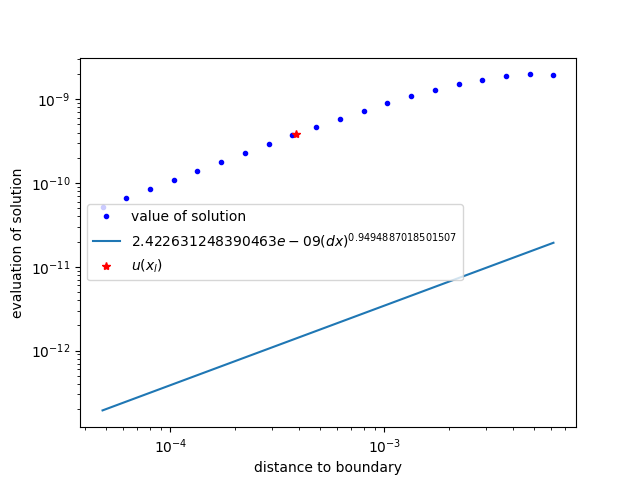 10⁻⁹
10⁻¹⁰
10⁻¹¹
10⁻¹²
evaluation of solution
value of solution
2.422631248390463e − 09(dx)^0.9494887018501507
u(x_l)
10⁻⁴
10⁻³
distance to boundary